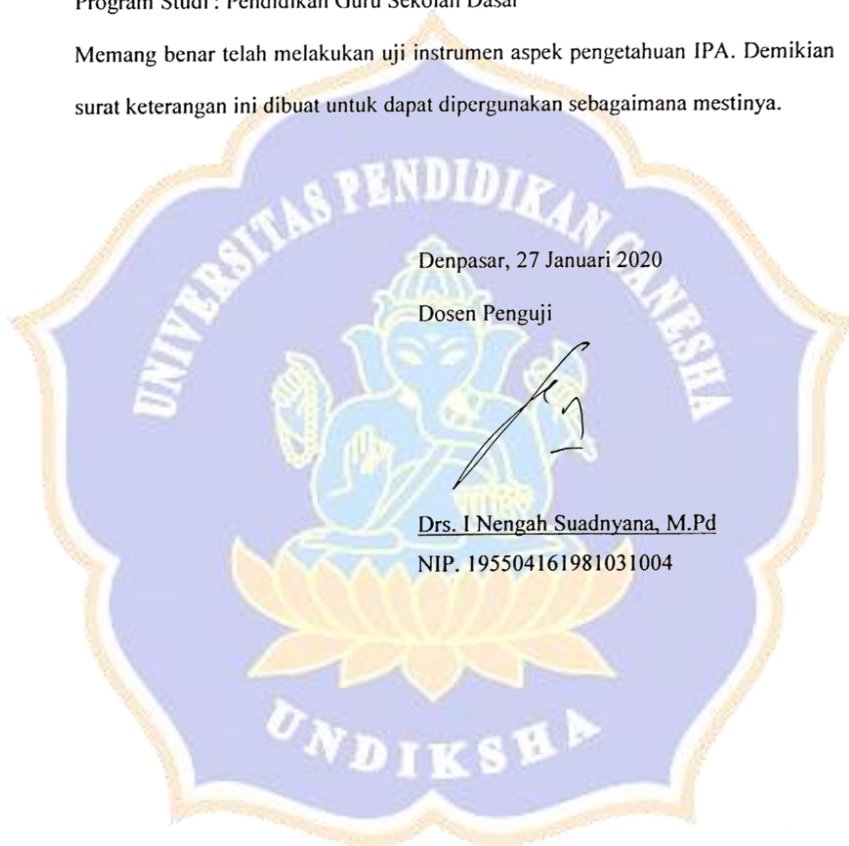 Program Studi : Pendidikan Guru Sekolah Dasar
Memang benar telah melakukan uji instrumen aspek pengetahuan IPA. Demikian
surat keterangan ini dibuat untuk dapat dipergunakan sebagaimana mestinya.
UNIVERSITAS PENDIDIKAN GANESHA
Denpasar, 27 Januari 2020
Dosen Penguji
Drs. I Nengah Suadnyana, M.Pd
NIP. 195504161981031004
UNDIKSHA